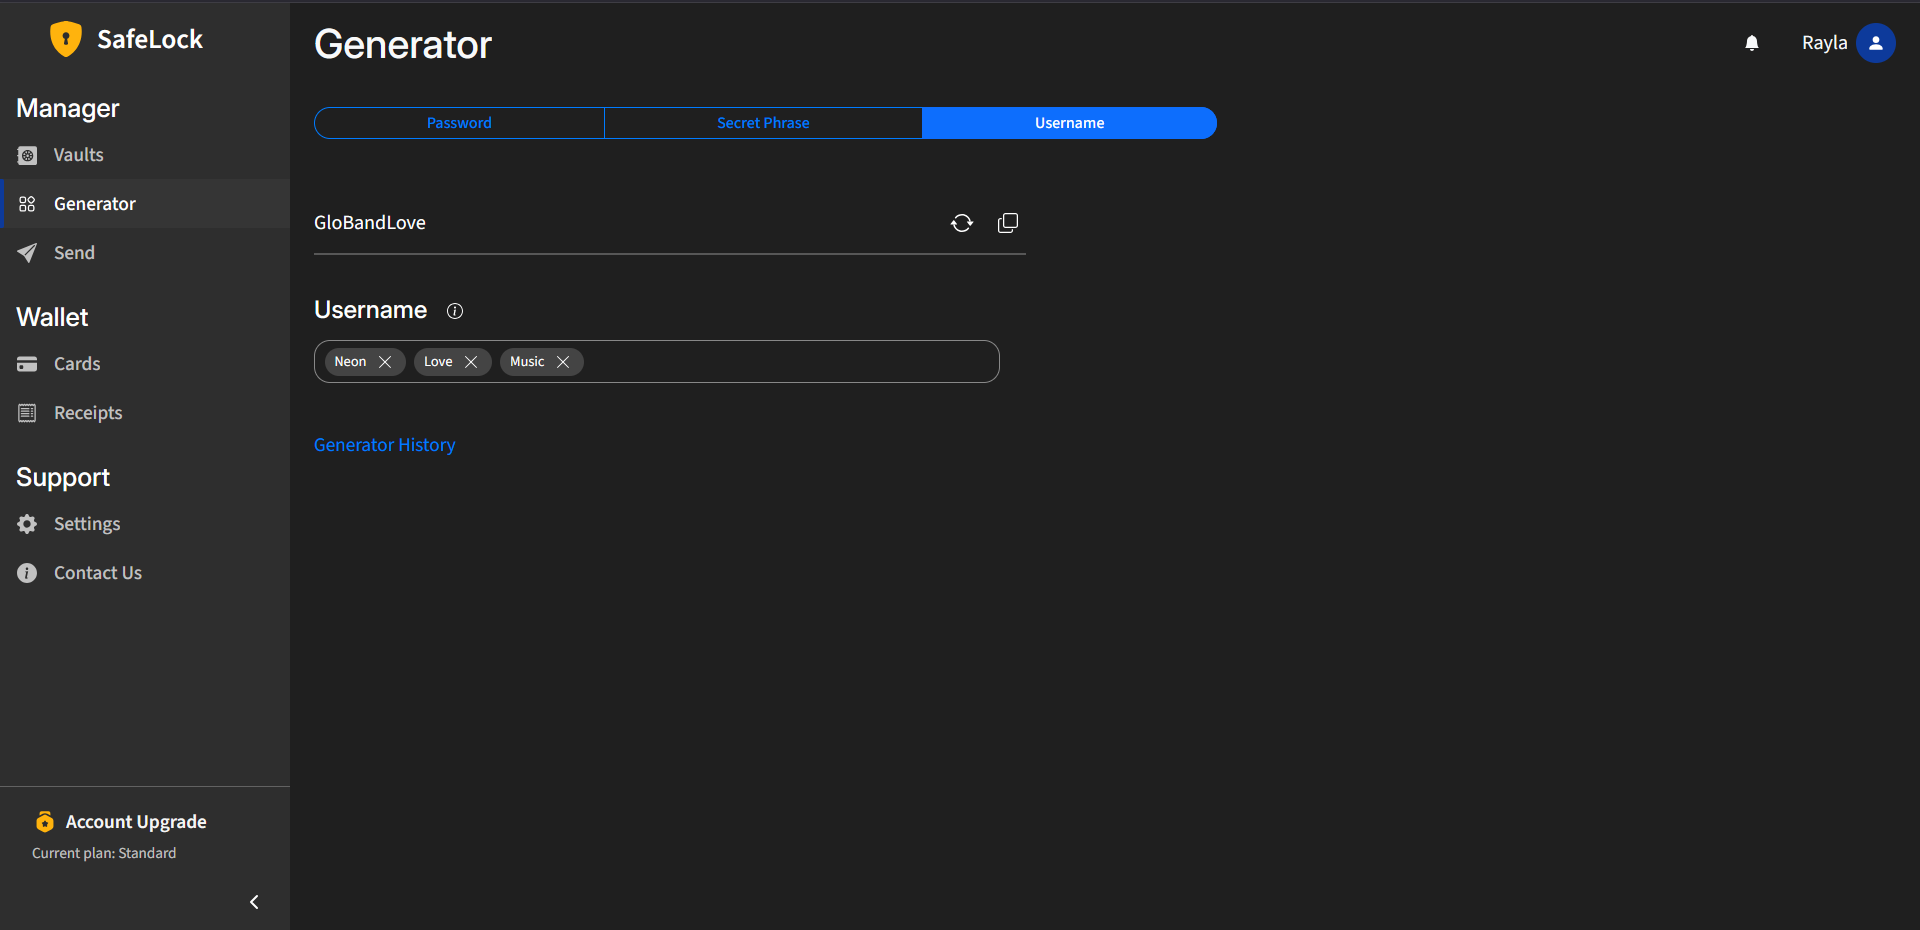 SafeLock
Manager
Vaults
Generator
Send
Wallet
Cards
Receipts
Support
Settings
Contact Us
Account Upgrade
Current plan: Standard
Generator
Rayla
Password
Secret Phrase
Username
GloBandLove
Username
Neon
Love
Music
Generator History